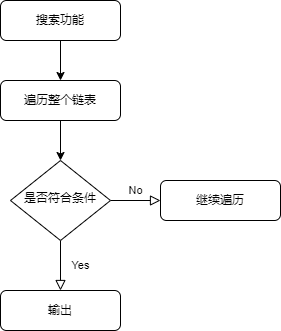 搜索功能
遍历整个链表
是否符合条件
No
继续遍历
Yes
输出